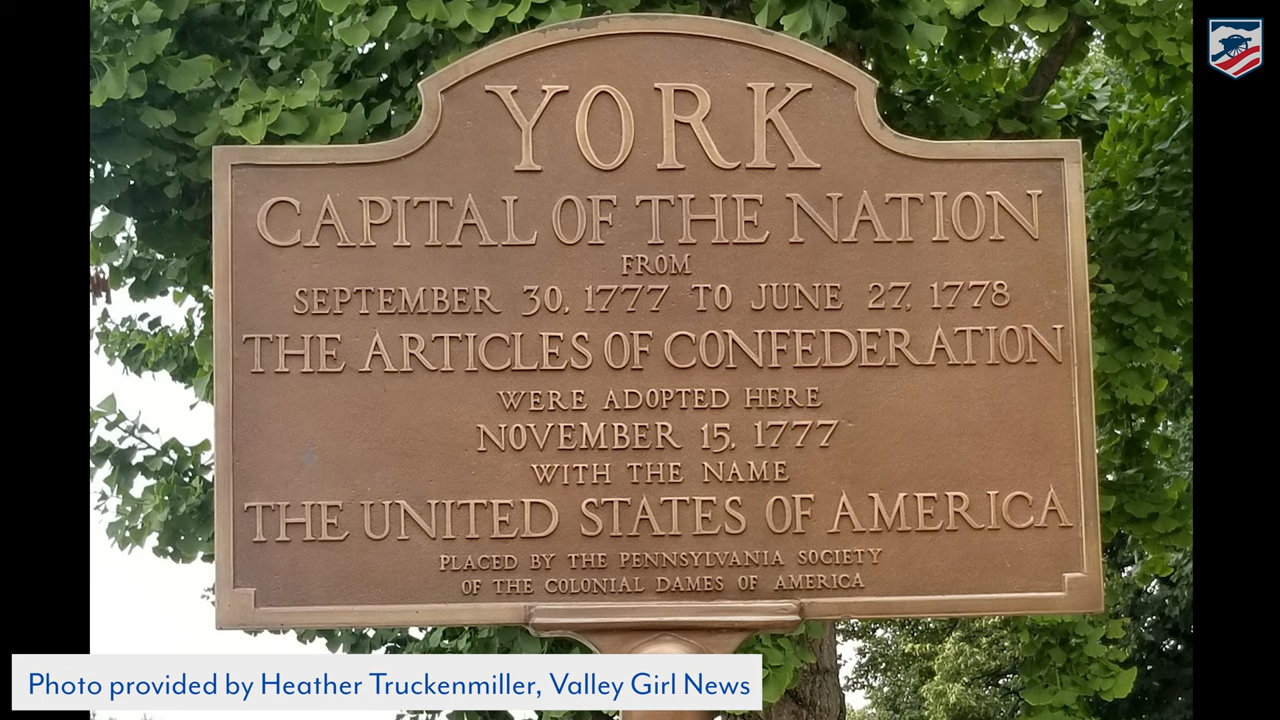 YORK
CAPITAL OF THE NATION
FROM
SEPTEMBER 30, 1777 TO JUNE 27, 1778
THE ARTICLES OF CONFEDERATION
WERE ADOPTED HERE
NOVEMBER 15, 1777
WITH THE NAME
THE UNITED STATES OF AMERICA
PLACED BY THE PENNSYLVANIA SOCIETY
OF THE COLONIAL DAMES OF AMERICA
Photo provided by Heather Truckenmiller, Valley Girl News